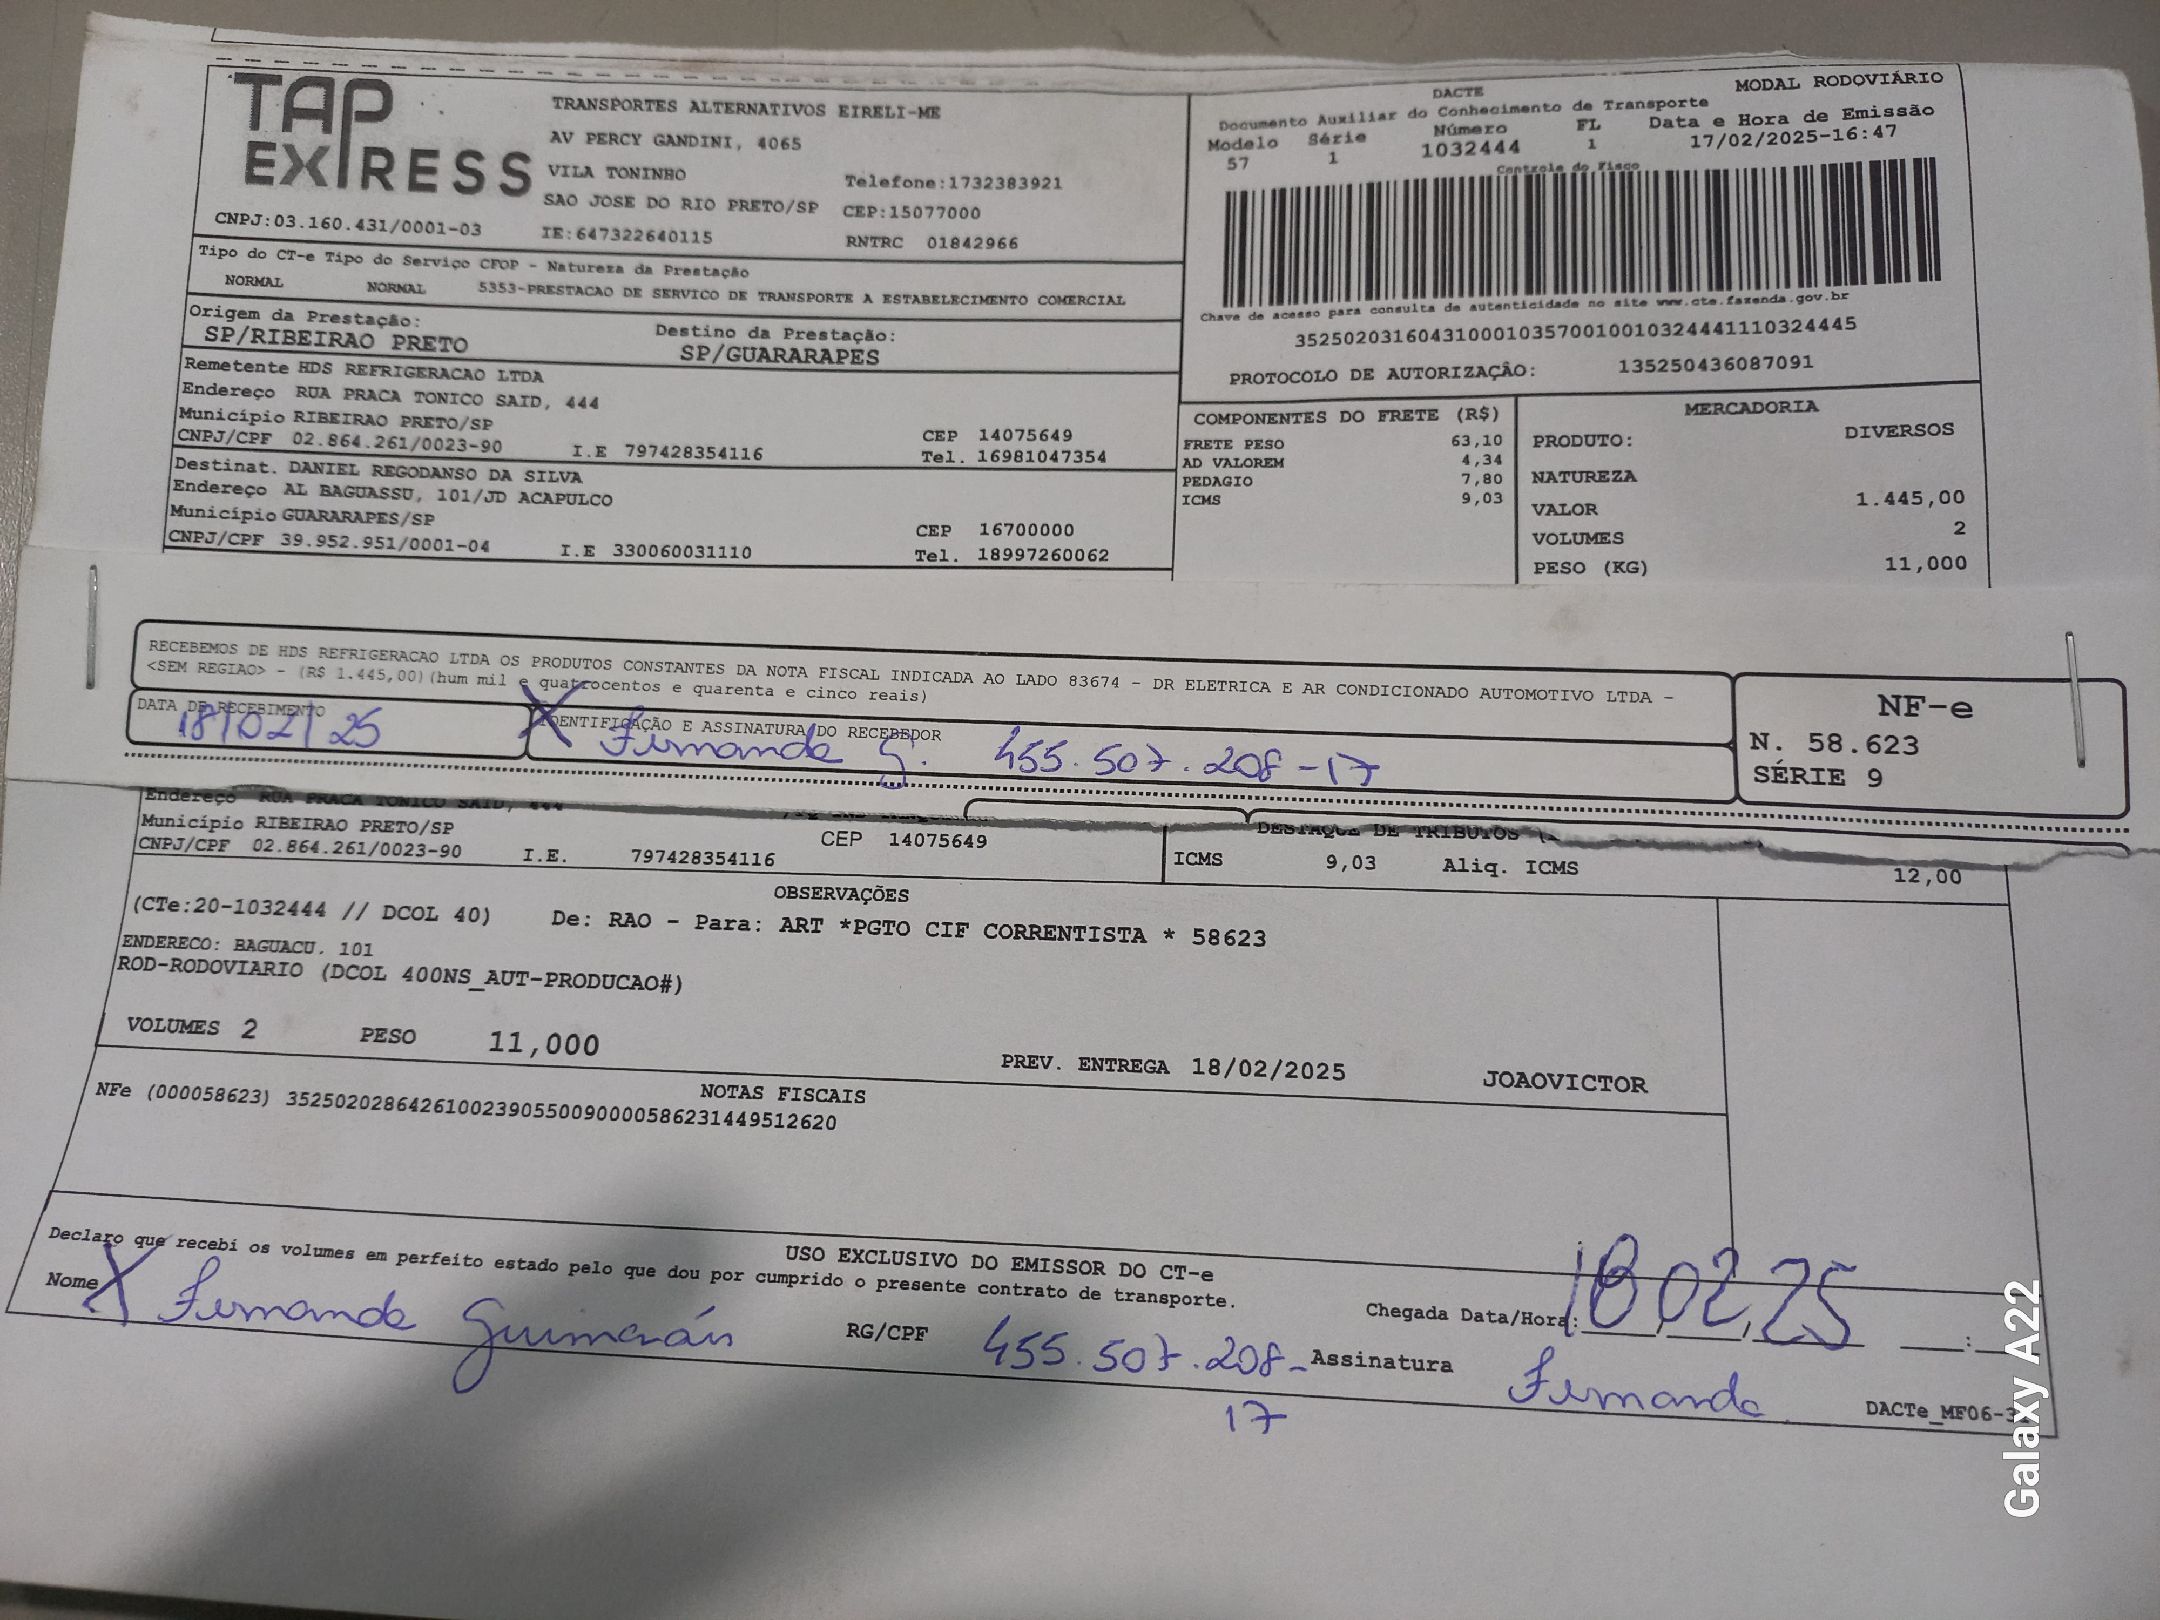 TAP EXPRESS
TRANSPORTES ALTERNATIVOS EIRELI-ME
AV PERCY GANDINI, 4065
VILA TONINHO Telefone:1732383921
SAO JOSE DO RIO PRETO/SP CEP:15077000
CNPJ:03.160.431/0001-03 IE:647322640115 RNTRC 01842966
DACTE MODAL RODOVIÁRIO
Documento Auxiliar do Conhecimento de Transporte
Modelo Série Número FL Data e Hora de Emissão
57 1 1032444 1 17/02/2025-16:47
Controle do Fisco
Chave de acesso para consulta de autenticidade no site www.cte.fazenda.gov.br
35250203160431000103570010010324441110324445
PROTOCOLO DE AUTORIZAÇÃO: 135250436087091
Tipo do CT-e Tipo do Serviço CFOP - Natureza da Prestação
NORMAL NORMAL 5353-PRESTACAO DE SERVICO DE TRANSPORTE A ESTABELECIMENTO COMERCIAL
Origem da Prestação: Destino da Prestação:
SP/RIBEIRAO PRETO SP/GUARARAPES
Remetente HDS REFRIGERACAO LTDA
Endereço RUA PRACA TONICO SAID, 444
Município RIBEIRAO PRETO/SP CEP 14075649
CNPJ/CPF 02.864.261/0023-90 I.E 797428354116 Tel. 16981047354
Destinat. DANIEL REGODANSO DA SILVA
Endereço AL BAGUASSU, 101/JD ACAPULCO
Município GUARARAPES/SP CEP 16700000
CNPJ/CPF 39.952.951/0001-04 I.E 330060031110 Tel. 18997260062
COMPONENTES DO FRETE (R$)
FRETE PESO 63,10
AD VALOREM 4,34
PEDAGIO 7,80
ICMS 9,03
MERCADORIA
PRODUTO: DIVERSOS
NATUREZA
VALOR 1.445,00
VOLUMES 2
PESO (KG) 11,000
RECEBEMOS DE HDS REFRIGERACAO LTDA OS PRODUTOS CONSTANTES DA NOTA FISCAL INDICADA AO LADO 83674 - DR ELETRICA E AR CONDICIONADO AUTOMOTIVO LTDA -
<SEM REGIAO> - (R$ 1.445,00)(hum mil e quatrocentos e quarenta e cinco reais)
DATA DE RECEBIMENTO IDENTIFICAÇÃO E ASSINATURA DO RECEBEDOR
18/02/25 X Fernanda G. 455.507.208-17
NF-e
N. 58.623
SÉRIE 9
Endereço RUA PRACA TONICO SAID, 444
Município RIBEIRAO PRETO/SP CEP 14075649
CNPJ/CPF 02.864.261/0023-90 I.E. 797428354116
DESTAQUE DE TRIBUTOS
ICMS 9,03 Aliq. ICMS 12,00
OBSERVAÇÕES
(CTe:20-1032444 // DCOL 40) De: RAO - Para: ART *PGTO CIF CORRENTISTA * 58623
ENDERECO: BAGUACU, 101
ROD-RODOVIARIO (DCOL 400NS_AUT-PRODUCAO#)
VOLUMES 2 PESO 11,000 PREV. ENTREGA 18/02/2025 JOAOVICTOR
NOTAS FISCAIS
NFe (000058623) 35250202864261002390550090000586231449512620
USO EXCLUSIVO DO EMISSOR DO CT-e
Declaro que recebi os volumes em perfeito estado pelo que dou por cumprido o presente contrato de transporte.
Chegada Data/Hora: 18 02 25
Nome X Fernanda Guimarães RG/CPF 455.507.208-17 Assinatura Fernanda
DACTe_MF06-3
Galaxy A22